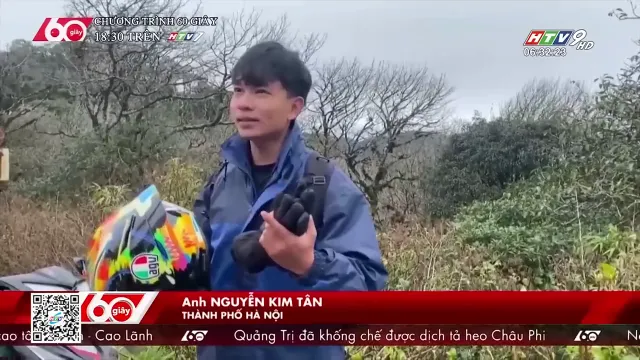 60 giây
CHƯƠNG TRÌNH 60 GIÂY
18:30 TRÊN HTV7
HTV9 HD
06:32:23
AGV
60 giây
Anh NGUYỄN KIM TÂN
THÀNH PHỐ HÀ NỘI
- Cao Lãnh 60 Quảng Trị đã khống chế được dịch tả heo Châu Phi 60